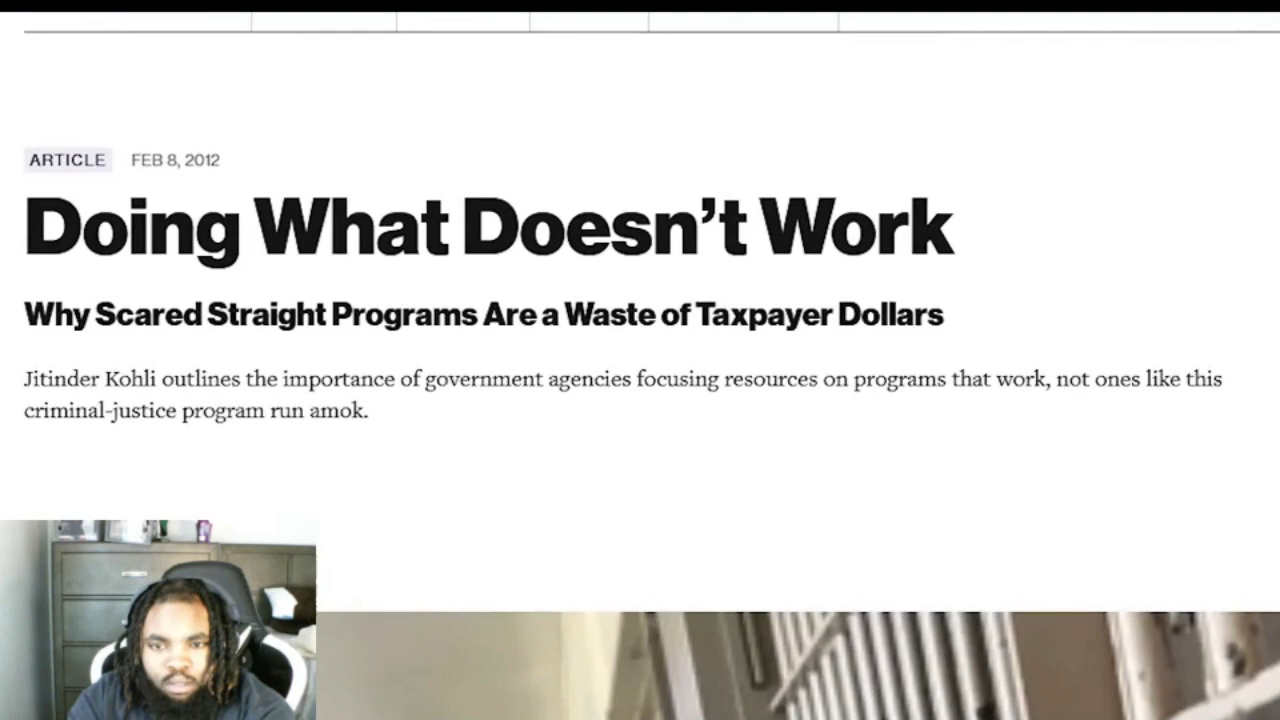 ARTICLE FEB 8, 2012
Doing What Doesn’t Work
Why Scared Straight Programs Are a Waste of Taxpayer Dollars
Jitinder Kohli outlines the importance of government agencies focusing resources on programs that work, not ones like this
criminal-justice program run amok.